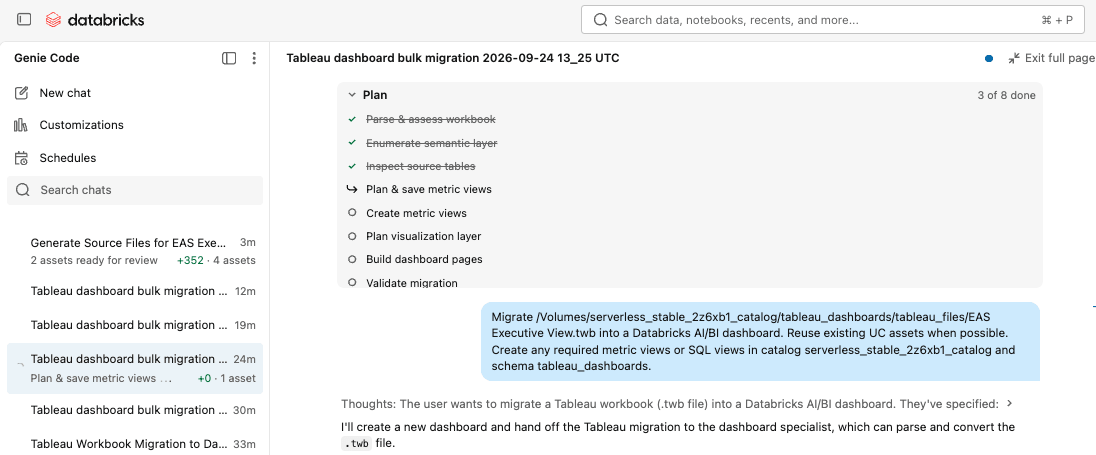 databricks
Search data, notebooks, recents, and more...
⌘ + P
Genie Code
Tableau dashboard bulk migration 2026-09-24 13_25 UTC
Exit full page
New chat
Customizations
Schedules
Search chats
Generate Source Files for EAS Exe... 3m
2 assets ready for review +352 · 4 assets
Tableau dashboard bulk migration ... 12m
Tableau dashboard bulk migration ... 19m
Tableau dashboard bulk migration ... 24m
Plan & save metric views ... +0 · 1 asset
Tableau dashboard bulk migration ... 30m
Tableau Workbook Migration to Da... 33m
Plan
3 of 8 done
Parse & assess workbook
Enumerate semantic layer
Inspect source tables
Plan & save metric views
Create metric views
Plan visualization layer
Build dashboard pages
Validate migration
Migrate /Volumes/serverless_stable_2z6xb1_catalog/tableau_dashboards/tableau_files/EAS
Executive View.twb into a Databricks AI/BI dashboard. Reuse existing UC assets when possible.
Create any required metric views or SQL views in catalog serverless_stable_2z6xb1_catalog and
schema tableau_dashboards.
Thoughts: The user wants to migrate a Tableau workbook (.twb file) into a Databricks AI/BI dashboard. They've specified:
I'll create a new dashboard and hand off the Tableau migration to the dashboard specialist, which can parse and convert the
.twb file.